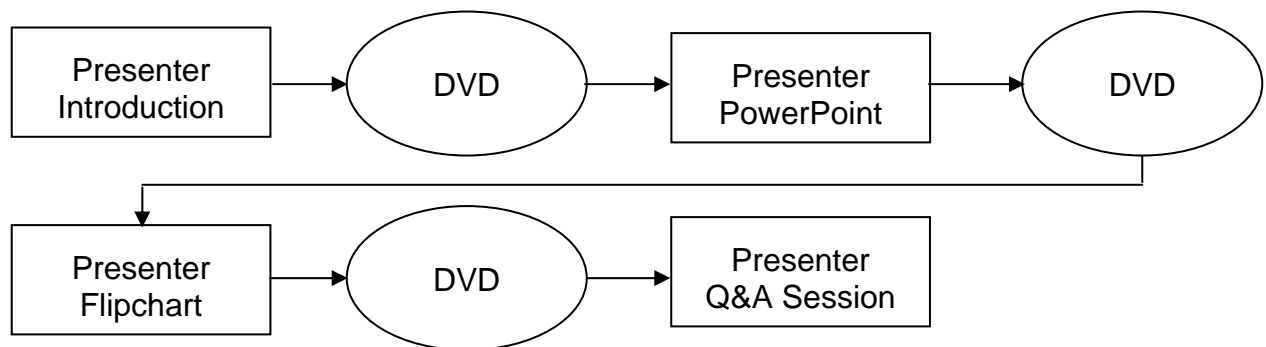 Presenter
Introduction
DVD
Presenter
PowerPoint
DVD
Presenter
Flipchart
DVD
Presenter
Q&A Session